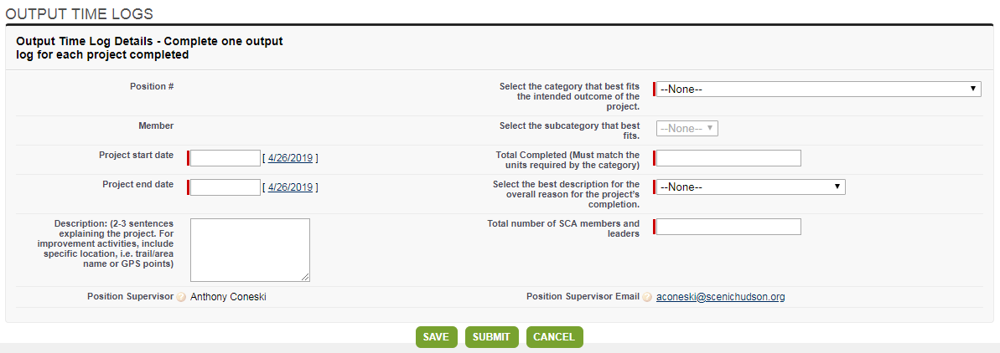 OUTPUT TIME LOGS
Output Time Log Details - Complete one output
log for each project completed
Position #
Select the category that best fits
the intended outcome of the
project.
--None--
Member
Select the subcategory that best
fits.
--None--
Project start date
[ 4/26/2019 ]
Total Completed (Must match the
units required by the category)
Project end date
[ 4/26/2019 ]
Select the best description for the
overall reason for the project's
completion.
--None--
Description: (2-3 sentences
explaining the project. For
improvement activities, include
specific location, i.e. trail/area
name or GPS points)
Total number of SCA members and
leaders
Position Supervisor ? Anthony Coneski
Position Supervisor Email ? aconeski@scenichudson.org
SAVE SUBMIT CANCEL